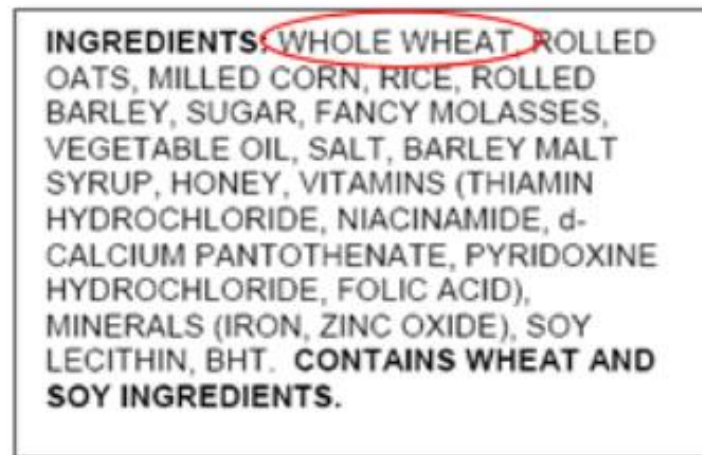 INGREDIENTS: WHOLE WHEAT, ROLLED
OATS, MILLED CORN, RICE, ROLLED
BARLEY, SUGAR, FANCY MOLASSES,
VEGETABLE OIL, SALT, BARLEY MALT
SYRUP, HONEY, VITAMINS (THIAMIN
HYDROCHLORIDE, NIACINAMIDE, d-
CALCIUM PANTOTHENATE, PYRIDOXINE
HYDROCHLORIDE, FOLIC ACID),
MINERALS (IRON, ZINC OXIDE), SOY
LECITHIN, BHT. CONTAINS WHEAT AND
SOY INGREDIENTS.